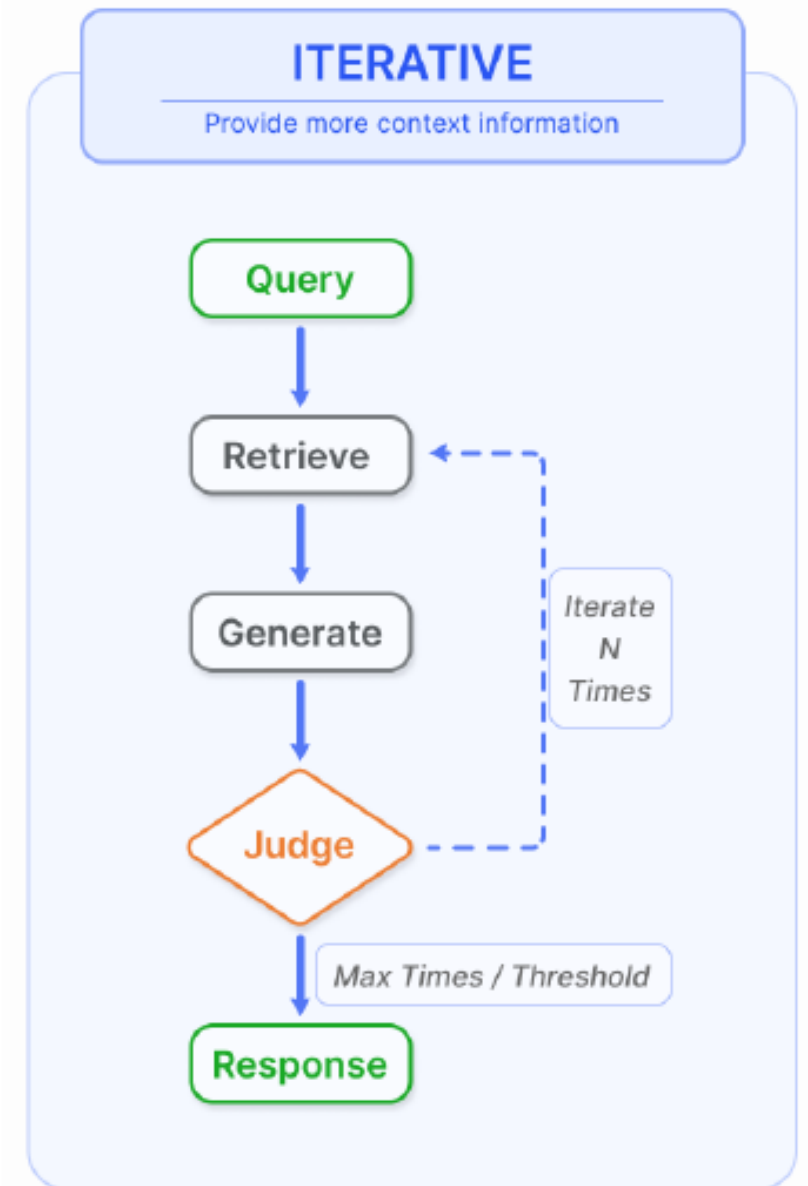 ITERATIVE
Provide more context information
Query
Retrieve
Generate
Iterate
N
Times
Judge
Max Times / Threshold
Response